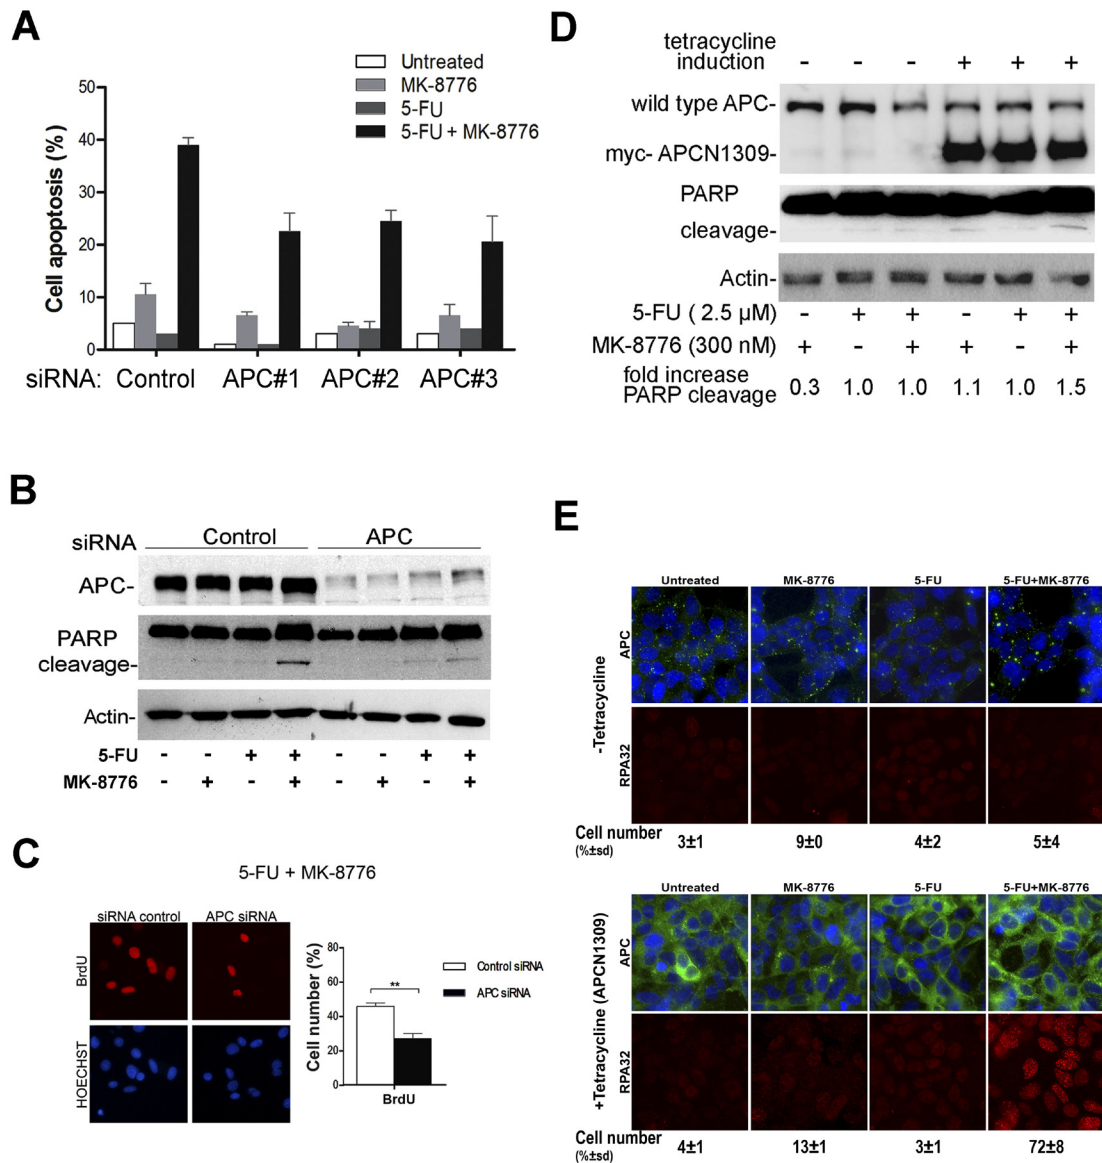 A
Untreated
MK-8776
5-FU
5-FU + MK-8776
Cell apoptosis (%)
50
40
30
20
10
0
siRNA: Control APC#1 APC#2 APC#3
B
siRNA Control APC
APC-
PARP
cleavage-
Actin-
5-FU - - + + - - + +
MK-8776 - + - + - + - +
C
5-FU + MK-8776
siRNA control APC siRNA
BrdU
HOECHST
Cell number (%)
80
60
40
20
0
**
BrdU
Control siRNA
APC siRNA
D
tetracycline
induction - - - + + +
wild type APC-
myc- APCN1309-
PARP
cleavage-
Actin-
5-FU ( 2.5 µM) - + + - + +
MK-8776 (300 nM) + - + + - +
fold increase
PARP cleavage 0.3 1.0 1.0 1.1 1.0 1.5
E
-Tetracycline
Untreated MK-8776 5-FU 5-FU+MK-8776
APC
RPA32
Cell number
(%±sd) 3±1 9±0 4±2 5±4
+Tetracycline (APCN1309)
Untreated MK-8776 5-FU 5-FU+MK-8776
APC
RPA32
Cell number
(%±sd) 4±1 13±1 3±1 72±8